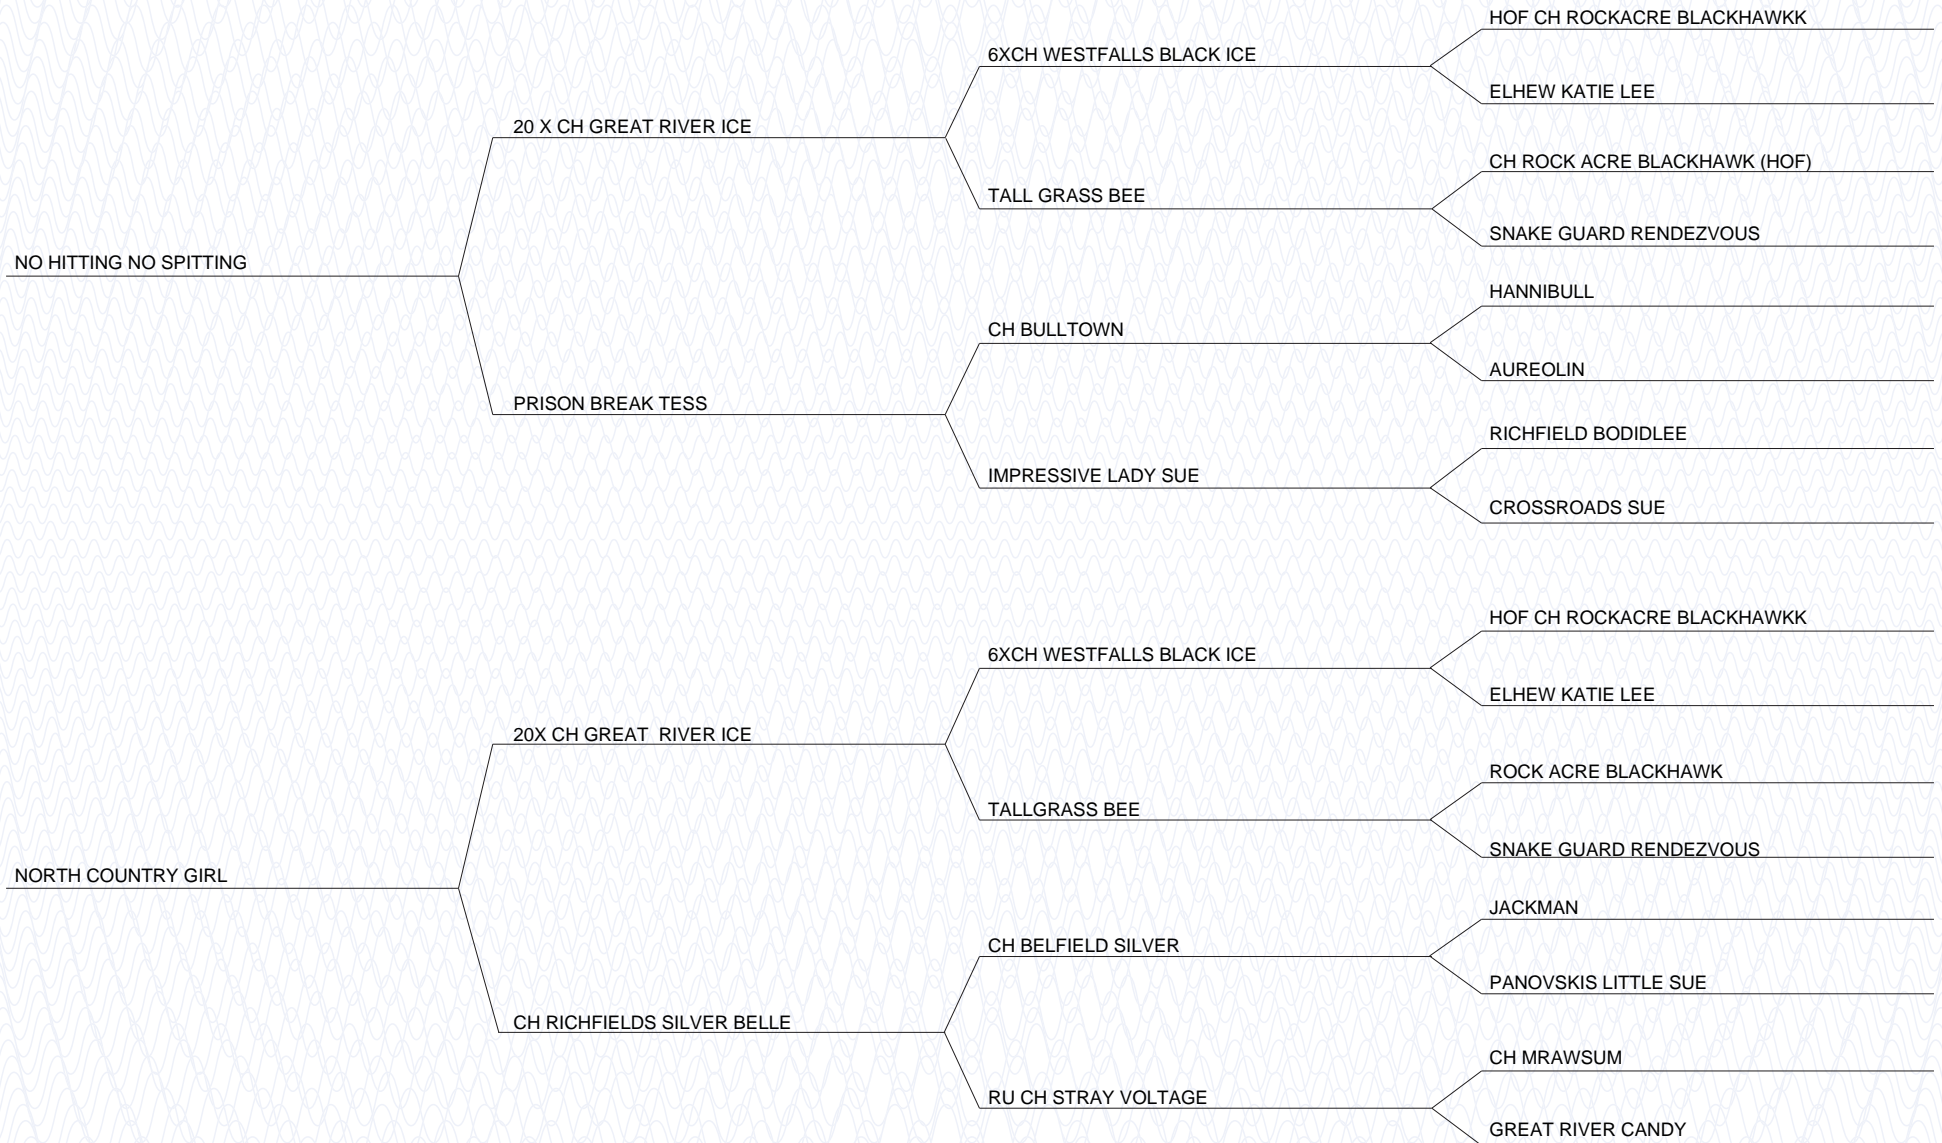 HOF CH ROCKACRE BLACKHAWKK
6XCH WESTFALLS BLACK ICE
ELHEW KATIE LEE
20 X CH GREAT RIVER ICE
CH ROCK ACRE BLACKHAWK (HOF)
TALL GRASS BEE
SNAKE GUARD RENDEZVOUS
NO HITTING NO SPITTING
HANNIBULL
CH BULLTOWN
AUREOLIN
PRISON BREAK TESS
RICHFIELD BODIDLEE
IMPRESSIVE LADY SUE
CROSSROADS SUE
HOF CH ROCKACRE BLACKHAWKK
6XCH WESTFALLS BLACK ICE
ELHEW KATIE LEE
20X CH GREAT  RIVER ICE
ROCK ACRE BLACKHAWK
TALLGRASS BEE
SNAKE GUARD RENDEZVOUS
NORTH COUNTRY GIRL
JACKMAN
CH BELFIELD SILVER
PANOVSKIS LITTLE SUE
CH RICHFIELDS SILVER BELLE
CH MRAWSUM
RU CH STRAY VOLTAGE
GREAT RIVER CANDY